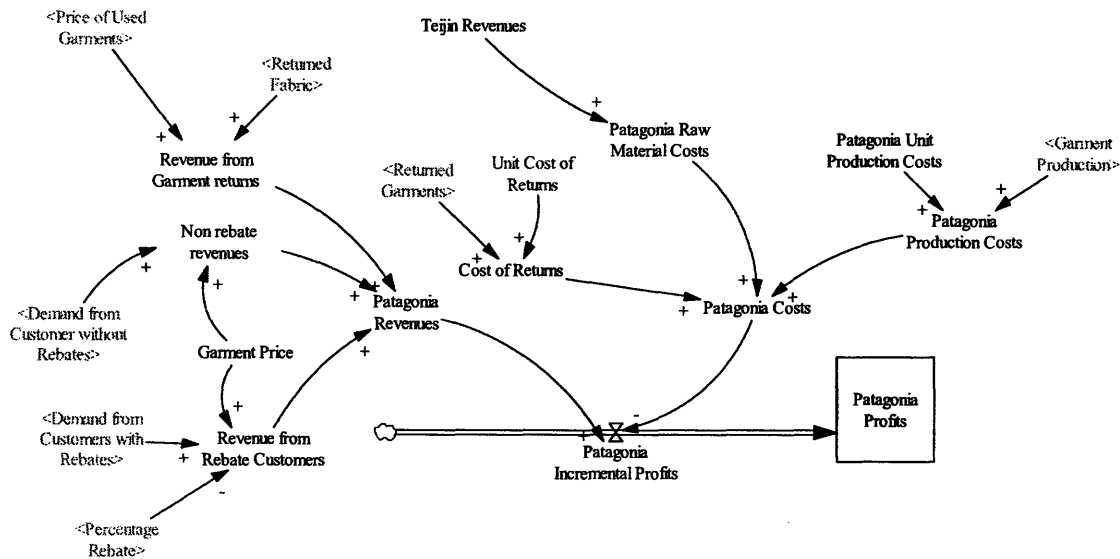 <Price of Used
Garments>
<Returned
Fabric>
+
+
Revenue from
Garment returns
Teijin Revenues
+
Patagonia Raw
Material Costs
Patagonia Unit
Production Costs
<Garment
Production>
+
+
Patagonia
Production Costs
<Returned
Garments>
Unit Cost of
Returns
+
+
Cost of Returns
Non rebate
revenues
+
+
<Demand from
Customer without
Rebates>
+
+
+
Patagonia
Revenues
+
+
+
Patagonia Costs
Garment Price
+
<Demand from
Customers with
Rebates>
+
Revenue from
Rebate Customers
-
<Percentage
Rebate>
-
+
Patagonia
Incremental Profits
Patagonia
Profits